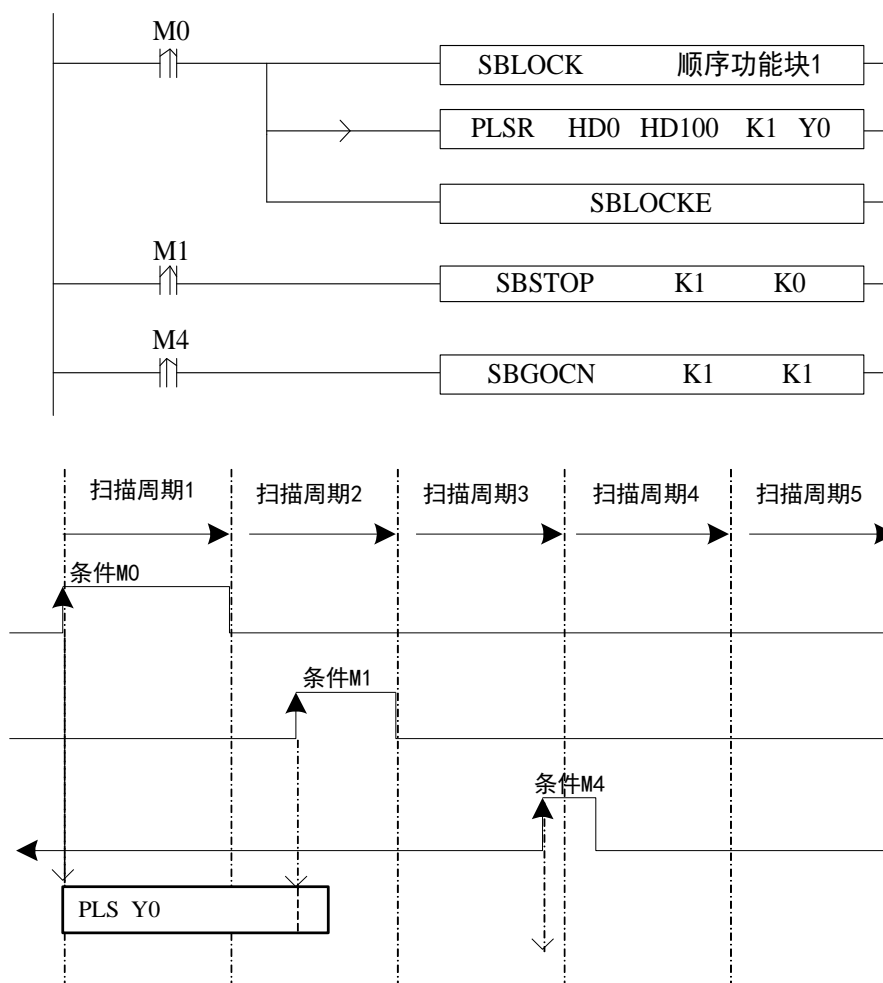 M0
SBLOCK 顺序功能块1
PLSR HD0 HD100 K1 Y0
SBLOCKE
M1
SBSTOP K1 K0
M4
SBGOCN K1 K1
扫描周期1 扫描周期2 扫描周期3 扫描周期4 扫描周期5
条件M0
条件M1
条件M4
PLS Y0